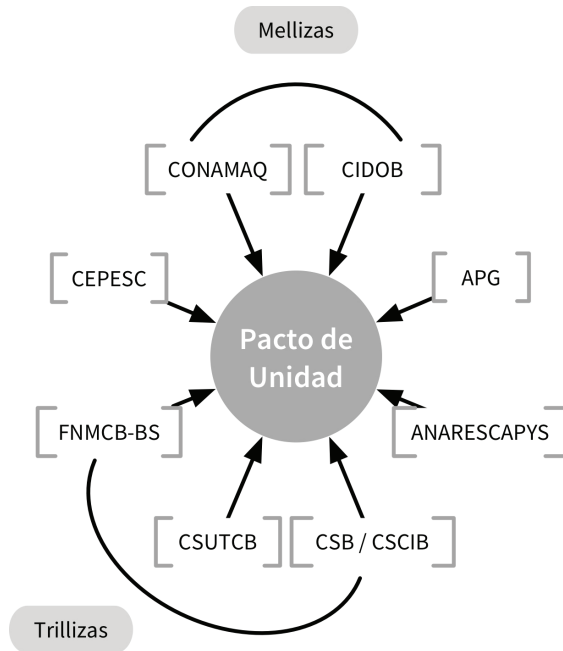 Mellizas
CONAMAQ
CIDOB
CEPESC
APG
Pacto de
Unidad
FNMCB-BS
ANARESCAPYS
CSUTCB
CSB / CSCIB
Trillizas